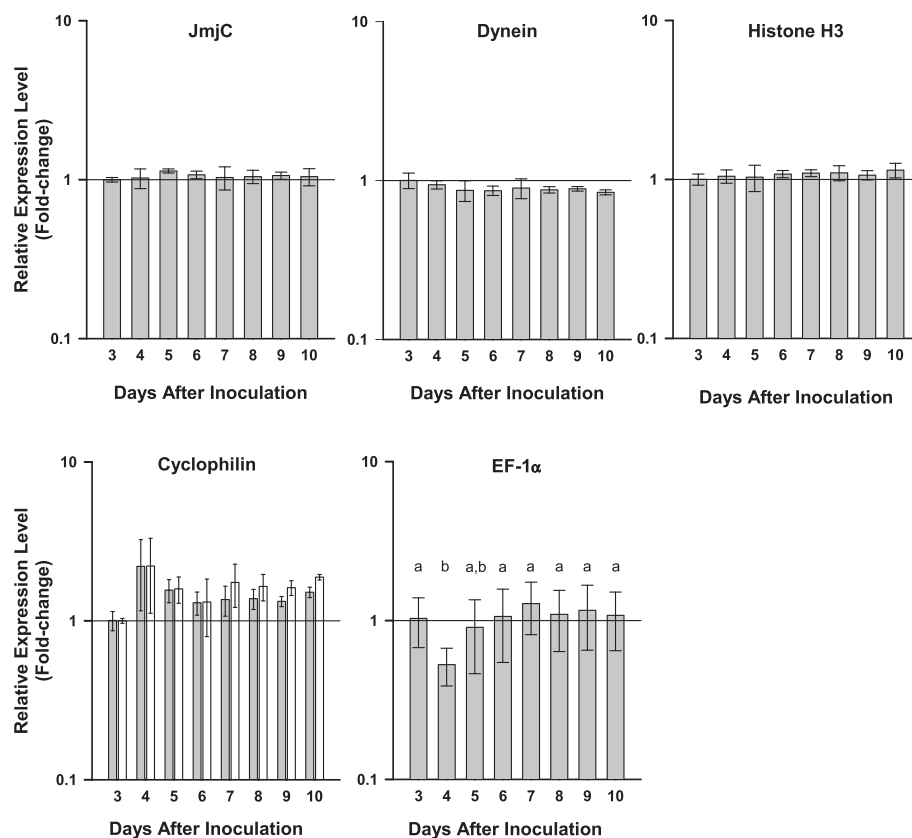 JmjC
10
1
0.1
Relative Expression Level
(Fold-change)
3 4 5 6 7 8 9 10
Days After Inoculation
Dynein
10
1
0.1
3 4 5 6 7 8 9 10
Days After Inoculation
Histone H3
10
1
0.1
3 4 5 6 7 8 9 10
Days After Inoculation
Cyclophilin
10
1
0.1
Relative Expression Level
(Fold-change)
3 4 5 6 7 8 9 10
Days After Inoculation
EF-1α
10
a b a,b a a a a a
1
0.1
3 4 5 6 7 8 9 10
Days After Inoculation